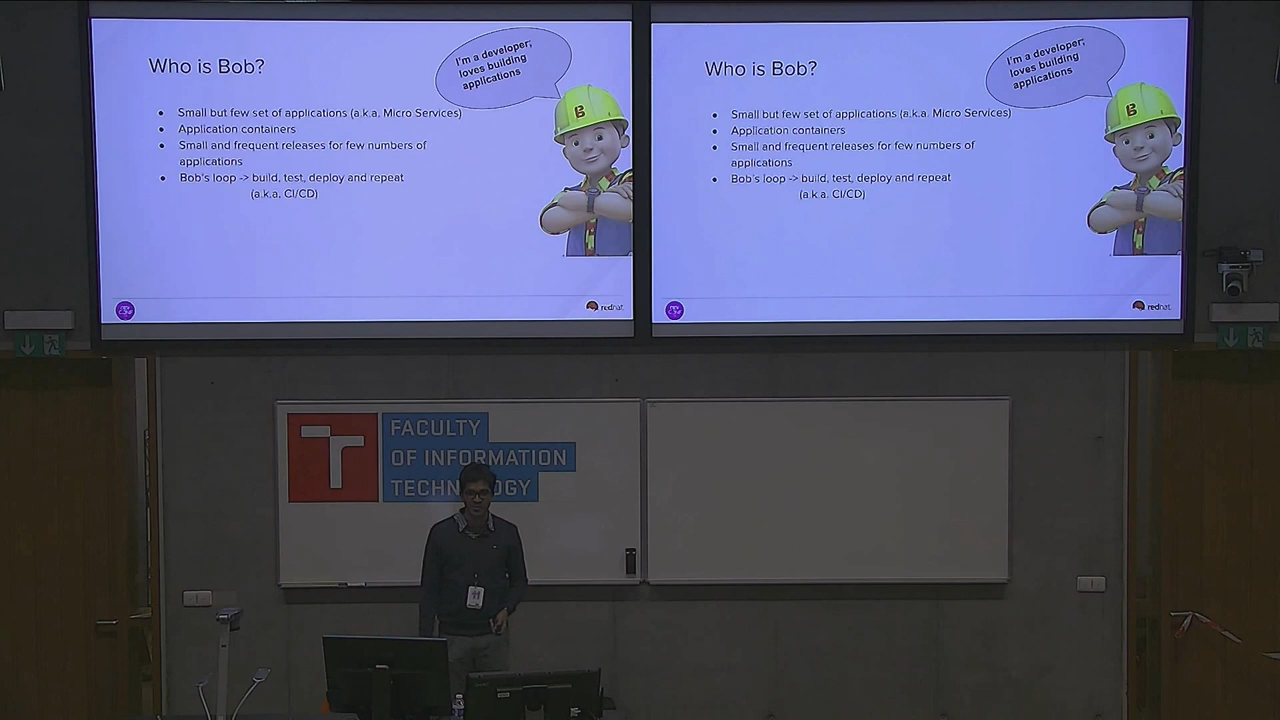 Who is Bob?
I'm a developer,
loves building
applications
B
• Small but few set of applications (a.k.a. Micro Services)
• Application containers
• Small and frequent releases for few numbers of
applications
• Bob's loop -> build, test, deploy and repeat
(a.k.a. CI/CD)
redhat.
Who is Bob?
I'm a developer,
loves building
applications
B
• Small but few set of applications (a.k.a. Micro Services)
• Application containers
• Small and frequent releases for few numbers of
applications
• Bob's loop -> build, test, deploy and repeat
(a.k.a. CI/CD)
redhat.
T
FACULTY
OF INFORMATION
TECHN GY